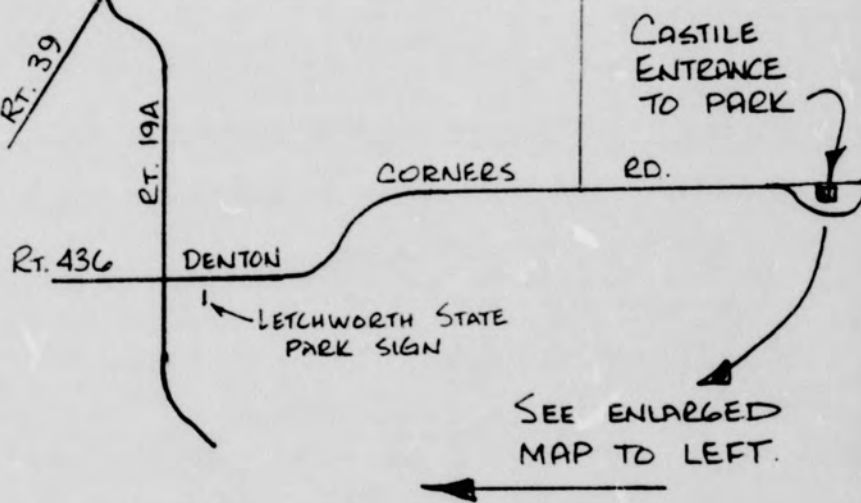 RT. 39
RT. 19A
CASTILE
ENTRANCE
TO PARK
CORNERS RD.
RT. 436 DENTON
LETCHWORTH STATE
PARK SIGN
SEE ENLARGED
MAP TO LEFT.